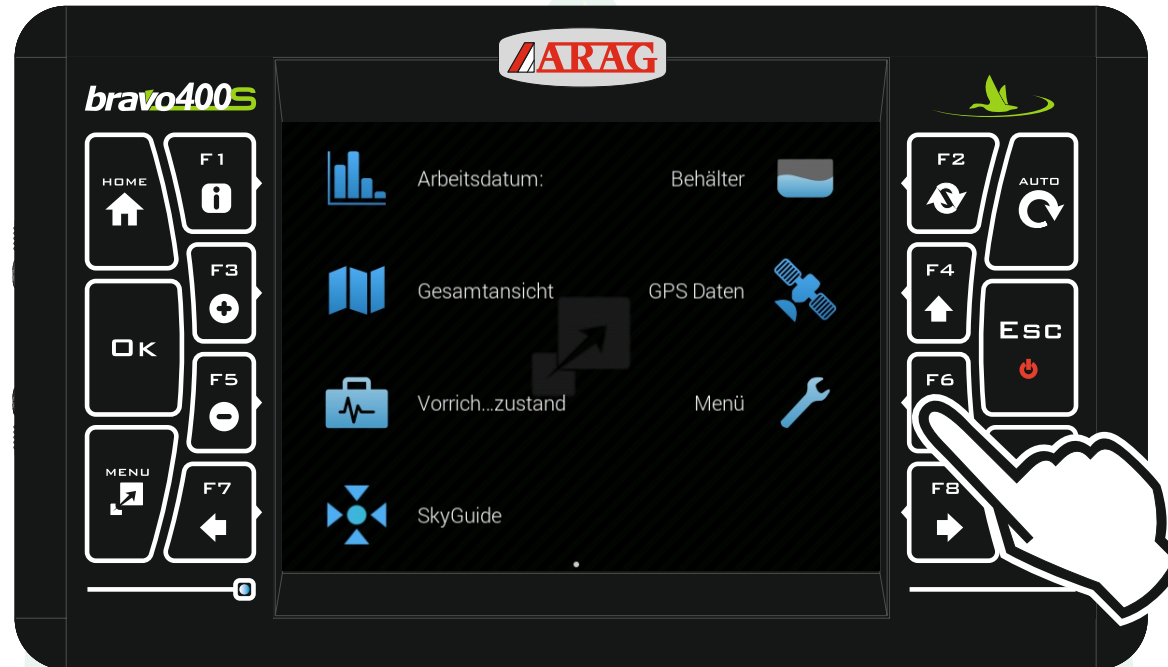 ARAG
bravo400S
HOME
F1
F3
OK
F5
MENU
F7
Arbeitsdatum:
Behälter
Gesamtansicht
GPS Daten
Vorrich...zustand
Menü
SkyGuide
F2
AUTO
F4
ESC
F6
F8